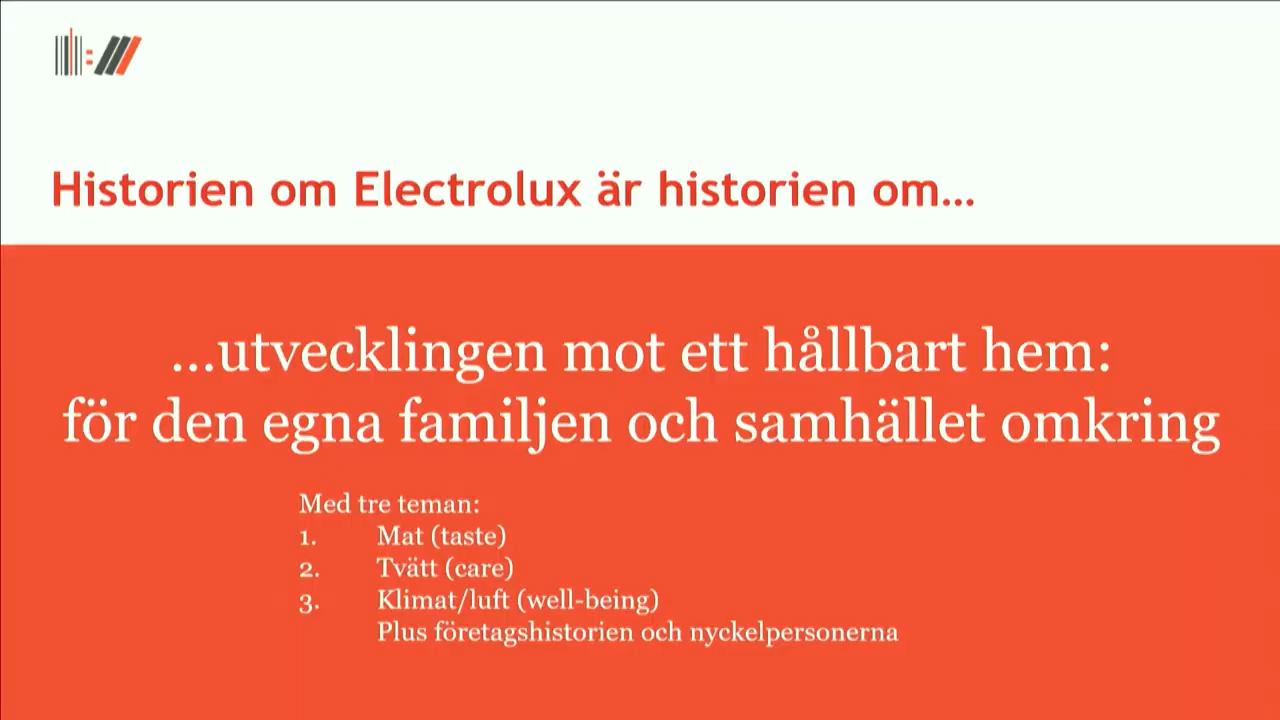 Historien om Electrolux är historien om...
...utvecklingen mot ett hållbart hem:
för den egna familjen och samhället omkring
Med tre teman:
1. Mat (taste)
2. Tvätt (care)
3. Klimat/luft (well-being)
Plus företagshistorien och nyckelpersonerna